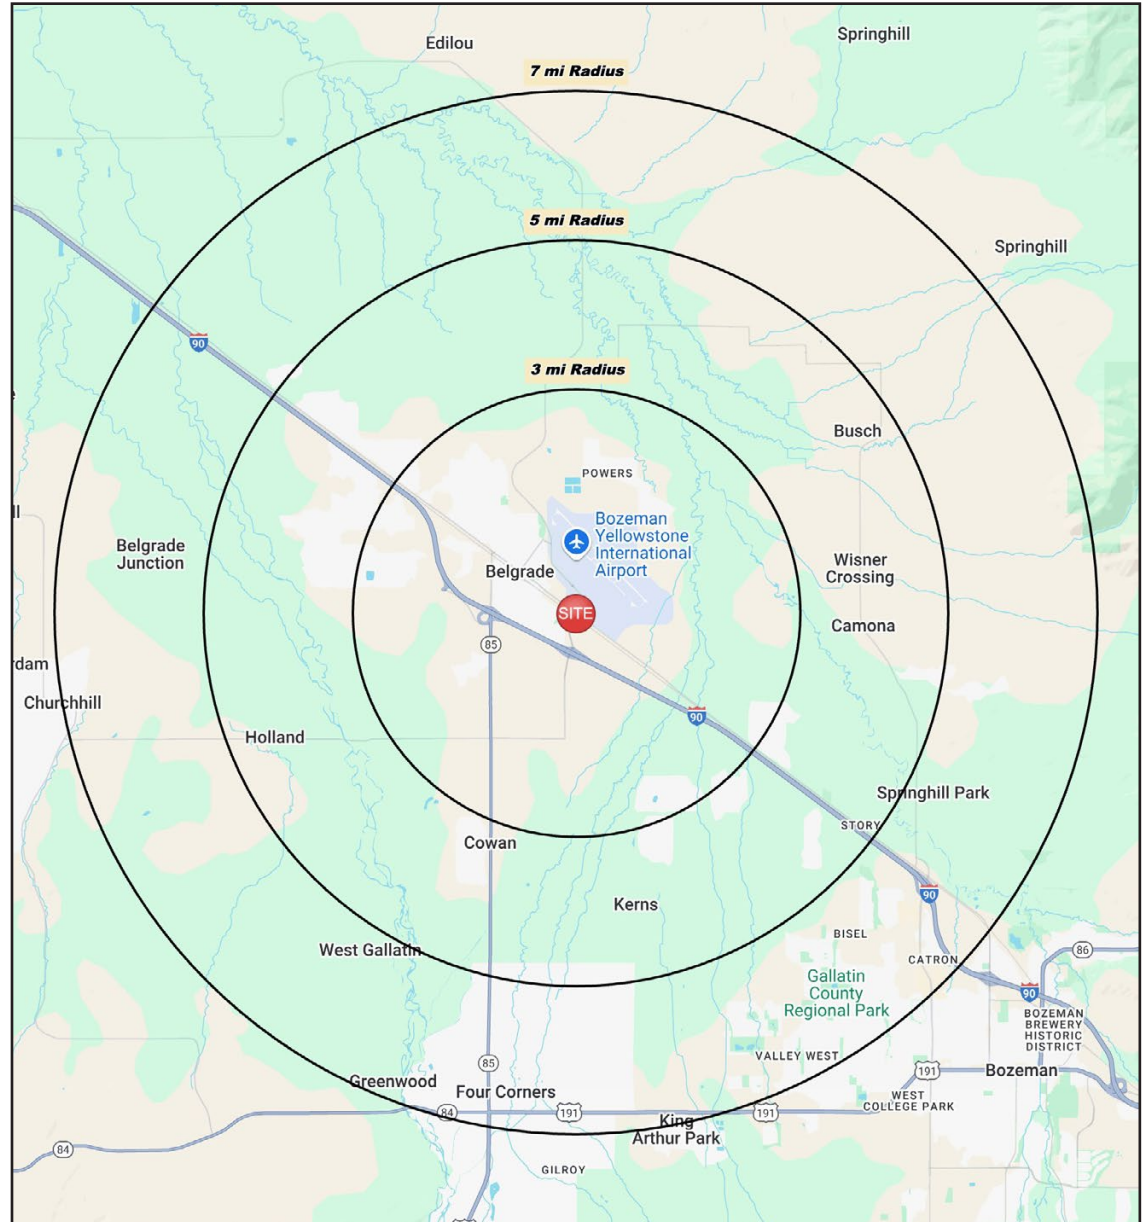 Edilou
Springhill
7 mi Radius
5 mi Radius
Springhill
90
3 mi Radius
Busch
POWERS
Bozeman
Yellowstone
International
Airport
Belgrade
Junction
Belgrade
Wisner
Crossing
SITE
Camona
85
Churchhill
90
Holland
Springhill Park
STORY
Cowan
90
Kerns
BISEL
West Gallatin
CATRON
86
Gallatin
County
Regional Park
90
BOZEMAN
BREWERY
HISTORIC
DISTRICT
VALLEY WEST
85
191
Bozeman
Greenwood
Four Corners
WEST
COLLEGE PARK
84
191
191
King
Arthur Park
84
GILROY